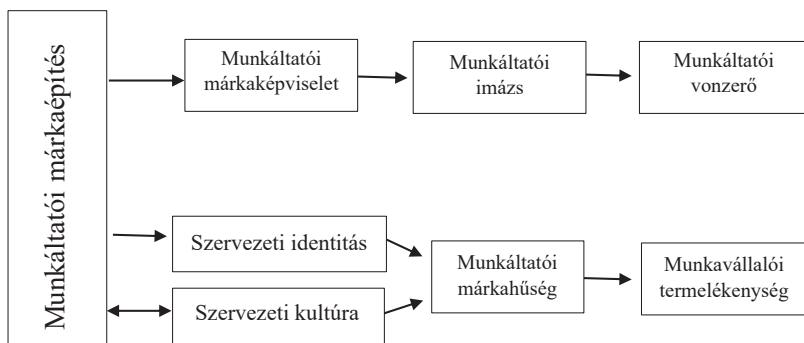 Munkáltatói márkaépítés
Munkáltatói
márkaképviselet
Munkáltatói
imázs
Munkáltatói
vonzerő
Szervezeti identitás
Szervezeti kultúra
Munkáltatói
márkahűség
Munkavállalói
termelékenység